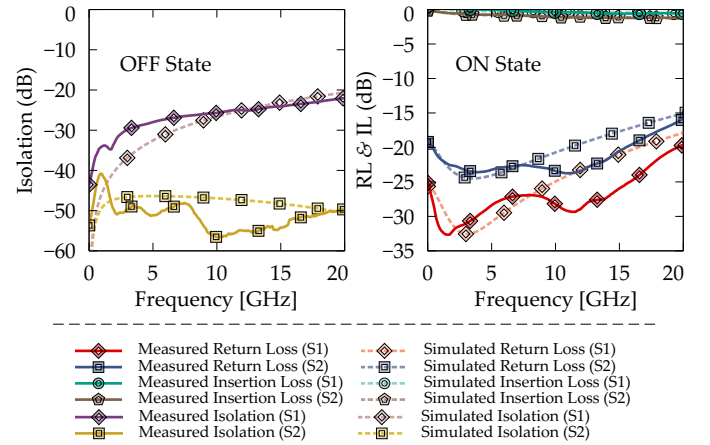 OFF State
Isolation (dB)
−0
−10
−20
−30
−40
−50
−60
0
5
10
15
20
Frequency [GHz]
ON State
RL & IL (dB)
−0
−5
−10
−15
−20
−25
−30
−35
0
5
10
15
20
Frequency [GHz]
Measured Return Loss (S1)
Measured Return Loss (S2)
Measured Insertion Loss (S1)
Measured Insertion Loss (S2)
Measured Isolation (S1)
Measured Isolation (S2)
Simulated Return Loss (S1)
Simulated Return Loss (S2)
Simulated Insertion Loss (S1)
Simulated Insertion Loss (S2)
Simulated Isolation (S1)
Simulated Isolation (S2)